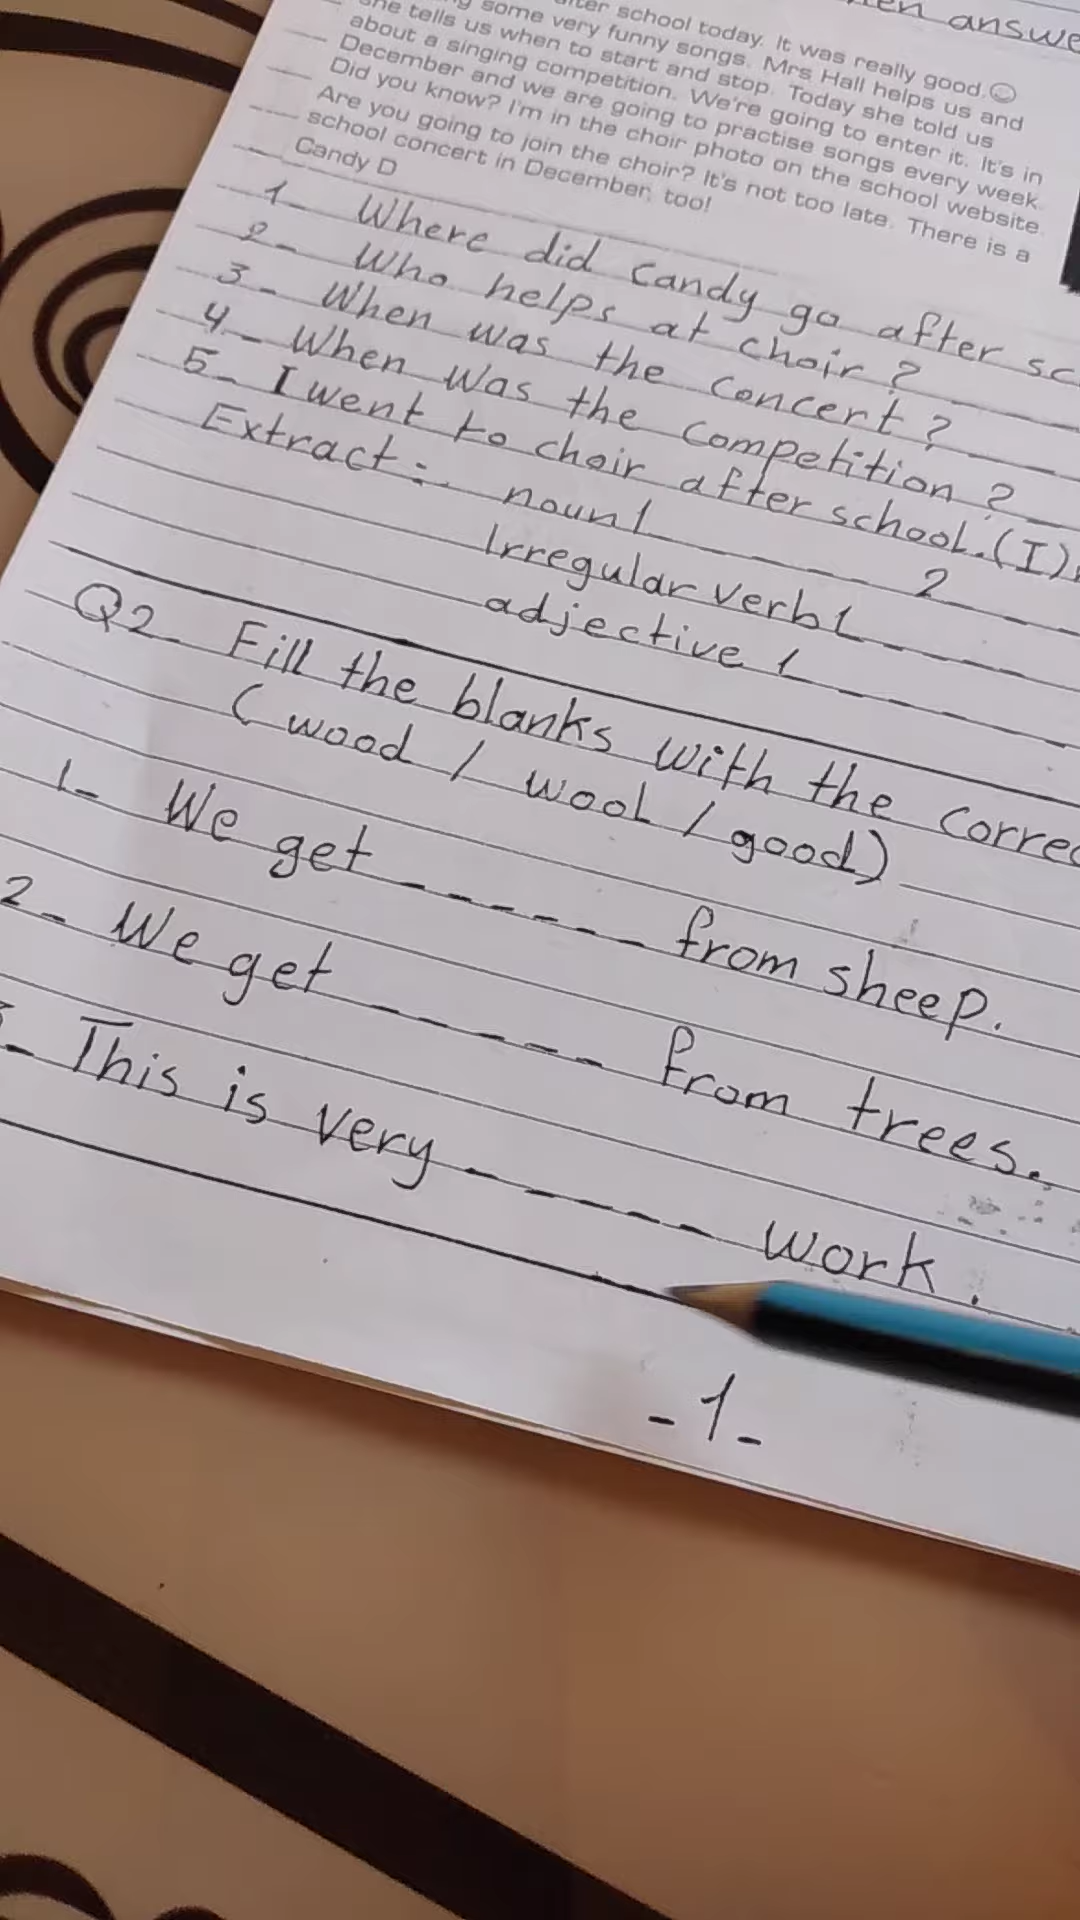 hen answe
after school today. It was really good.☺
some very funny songs. Mrs Hall helps us and
he tells us when to start and stop. Today she told us
about a singing competition. We're going to enter it. It's in
December and we are going to practise songs every week.
Did you know? I'm in the choir photo on the school website.
Are you going to join the choir? It's not too late. There is a
school concert in December, too!
Candy D
1- Where did Candy go after sc
2- Who helps at choir?
3- When was the concert?
4- When was the competition?
5- I went to choir after school. (I)
Extract: noun 1 ------ 2
Irregular verb 1 ------
adjective 1 ------
Q2- Fill the blanks with the correc
(wood / wool / good)
1- We get ------ from sheep.
2- We get ------ from trees.
3- This is very ------ work.
-1-